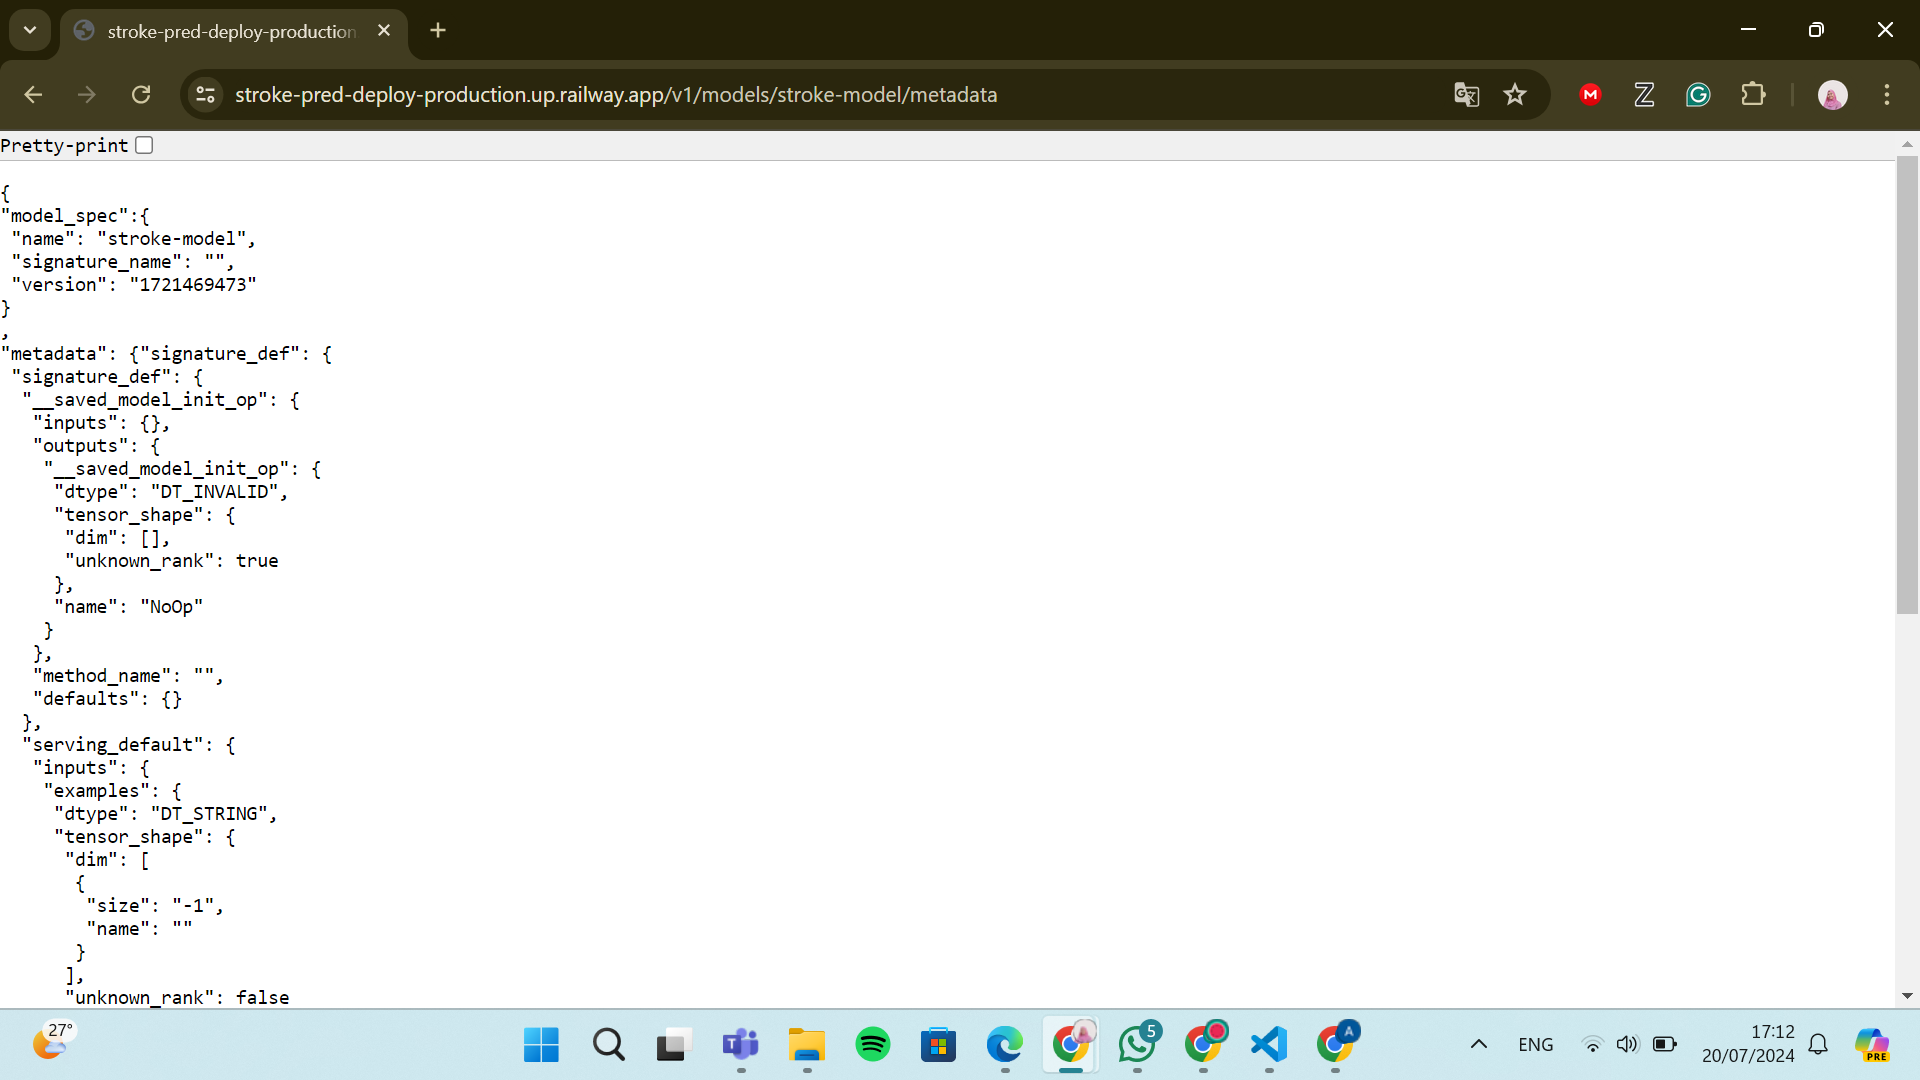 stroke-pred-deploy-production
stroke-pred-deploy-production.up.railway.app/v1/models/stroke-model/metadata
Pretty-print
{
"model_spec":{
"name": "stroke-model",
"signature_name": "",
"version": "1721469473"
}
,
"metadata": {"signature_def": {
"signature_def": {
"__saved_model_init_op": {
"inputs": {},
"outputs": {
"__saved_model_init_op": {
"dtype": "DT_INVALID",
"tensor_shape": {
"dim": [],
"unknown_rank": true
},
"name": "NoOp"
}
},
"method_name": "",
"defaults": {}
},
"serving_default": {
"inputs": {
"examples": {
"dtype": "DT_STRING",
"tensor_shape": {
"dim": [
{
"size": "-1",
"name": ""
}
],
"unknown_rank": false
27°
T
5
A
ENG
17:12
20/07/2024
PRE